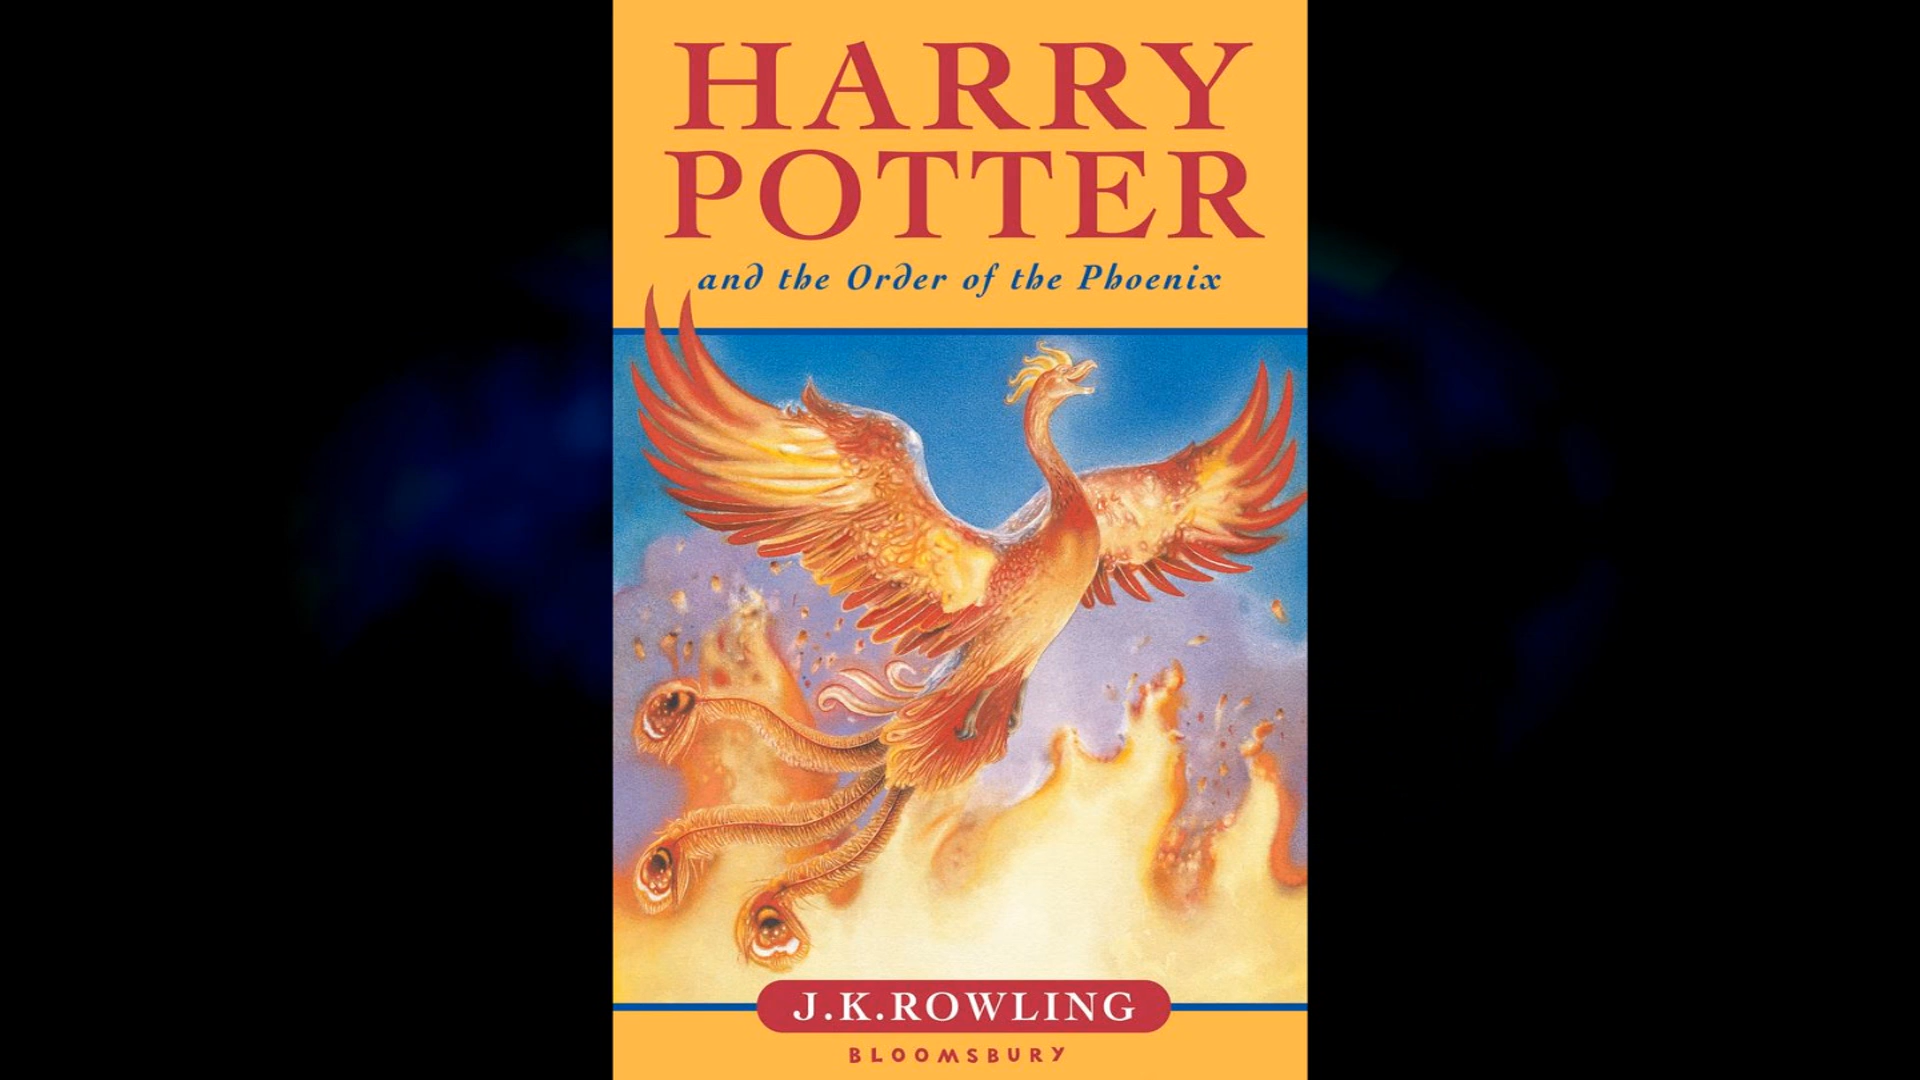 HARRY
POTTER
and the Order of the Phoenix
J.K.ROWLING
BLOOMSBURY